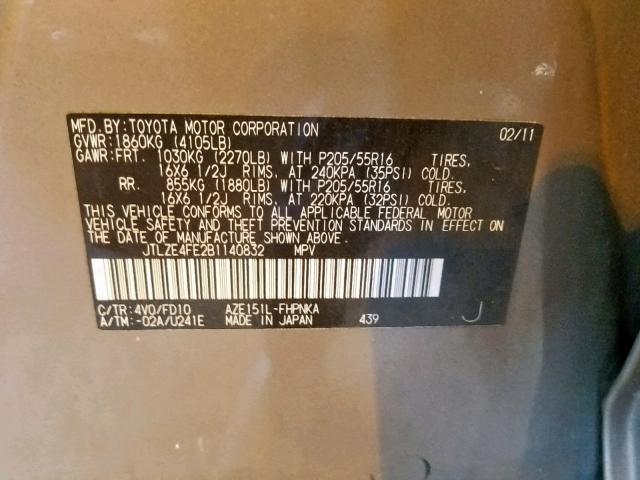 MFD.BY:TOYOTA MOTOR CORPORATION 02/11
GVWR:1860KG (4105LB)
GAWR:FRT. 1030KG (2270LB) WITH P205/55R16 TIRES,
16X6 1/2J RIMS, AT 240KPA (35PSI) COLD.
RR. 855KG (1880LB) WITH P205/55R16 TIRES,
16X6 1/2J RIMS, AT 220KPA (32PSI) COLD.
THIS VEHICLE CONFORMS TO ALL APPLICABLE FEDERAL MOTOR
VEHICLE SAFETY AND THEFT PREVENTION STANDARDS IN EFFECT ON
THE DATE OF MANUFACTURE SHOWN ABOVE.
JTLZE4FE2B1140832 MPV
C/TR:4V0/FD10 AZE151L-FHPNKA
A/TM:-02A/U241E MADE IN JAPAN 439 J